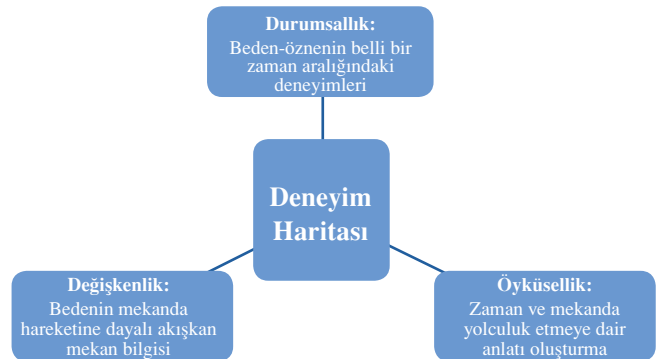 Durumsallık:
Beden-öznenin belli bir
zaman aralığındaki
deneyimleri
Deneyim
Haritası
Değişkenlik:
Bedenin mekanda
hareketine dayalı akışkan
mekan bilgisi
Öyküsellik:
Zaman ve mekanda
yolculuk etmeye dair
anlatı oluşturma